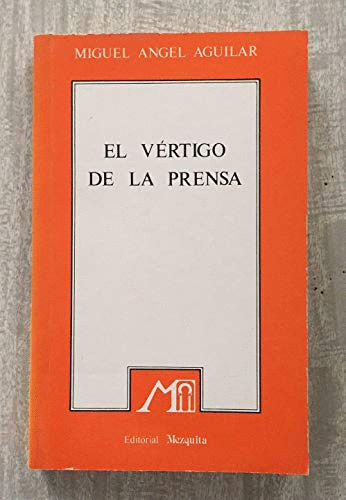 MIGUEL ANGEL AGUILAR
EL VÉRTIGO
DE LA PRENSA
M
Editorial Mezquita